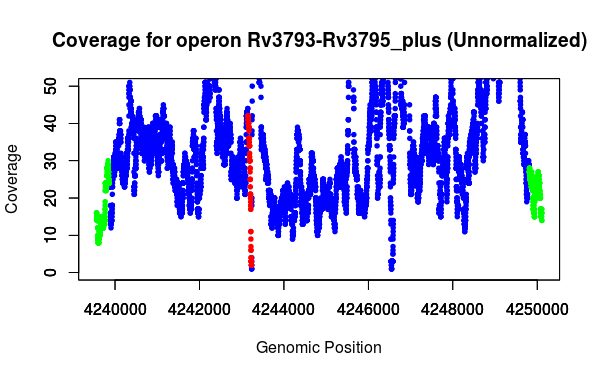 Coverage for operon Rv3793-Rv3795_plus (Unnormalized)
Coverage
50
40
30
20
10
0
4240000 4242000 4244000 4246000 4248000 4250000
Genomic Position